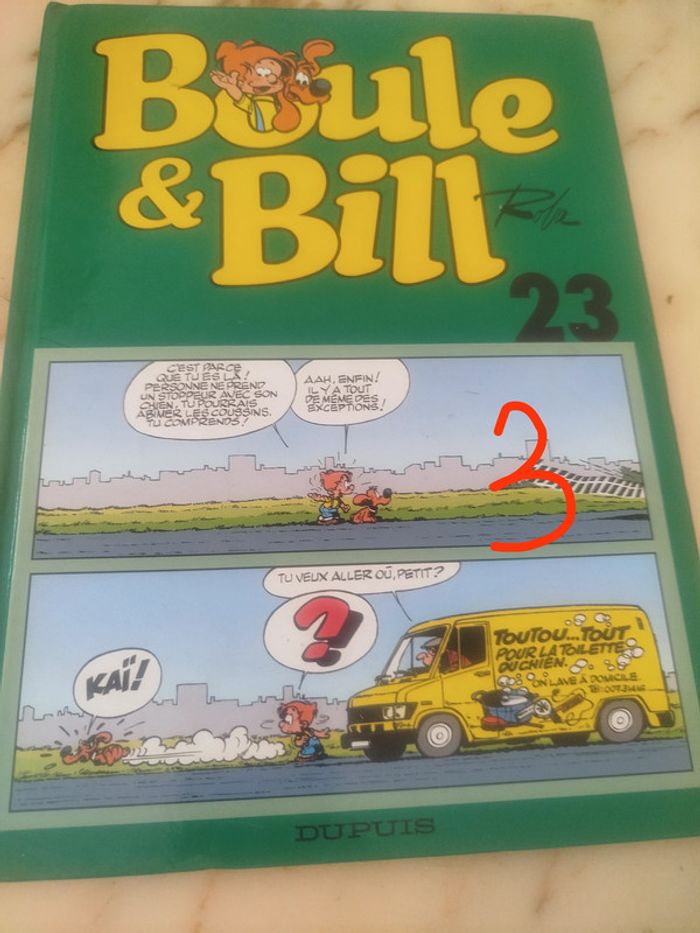 Boule
& Bill
Roba
23
C'EST PARCE
QUE TU ES LÀ!
PERSONNE NE PREND
UN STOPPEUR AVEC SON
CHIEN, TU POURRAIS
ABÎMER LES COUSSINS.
TU COMPRENDS!
AAH, ENFIN!
IL Y A TOUT
DE MÊME DES
EXCEPTIONS!
3
TU VEUX ALLER OÙ, PETIT?
?
KAÏ!
TOUTOU...TOUT
POUR LA TOILETTE
DU CHIEN.
ON LAVE À DOMICILE.
DUPUIS